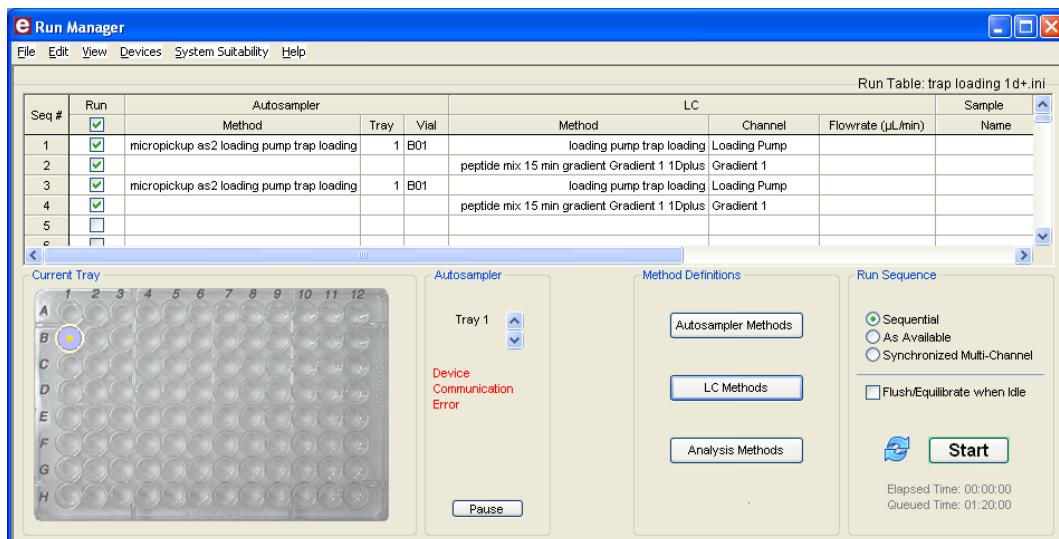 e Run Manager
File Edit View Devices System Suitability Help
Run Table: trap loading 1d+.ini
Seq # Run Autosampler LC Sample
Method Tray Vial Method Channel Flowrate (µL/min) Name
1 micropickup as2 loading pump trap loading 1 B01 loading pump trap loading Loading Pump
2 peptide mix 15 min gradient Gradient 1 1Dplus Gradient 1
3 micropickup as2 loading pump trap loading 1 B01 loading pump trap loading Loading Pump
4 peptide mix 15 min gradient Gradient 1 1Dplus Gradient 1
5
6
Current Tray
1 2 3 4 5 6 7 8 9 10 11 12
A
B
C
D
E
F
G
H
Autosampler
Tray 1
Device
Communication
Error
Pause
Method Definitions
Autosampler Methods
LC Methods
Analysis Methods
Run Sequence
Sequential
As Available
Synchronized Multi-Channel
Flush/Equilibrate when Idle
Start
Elapsed Time: 00:00:00
Queued Time: 01:20:00